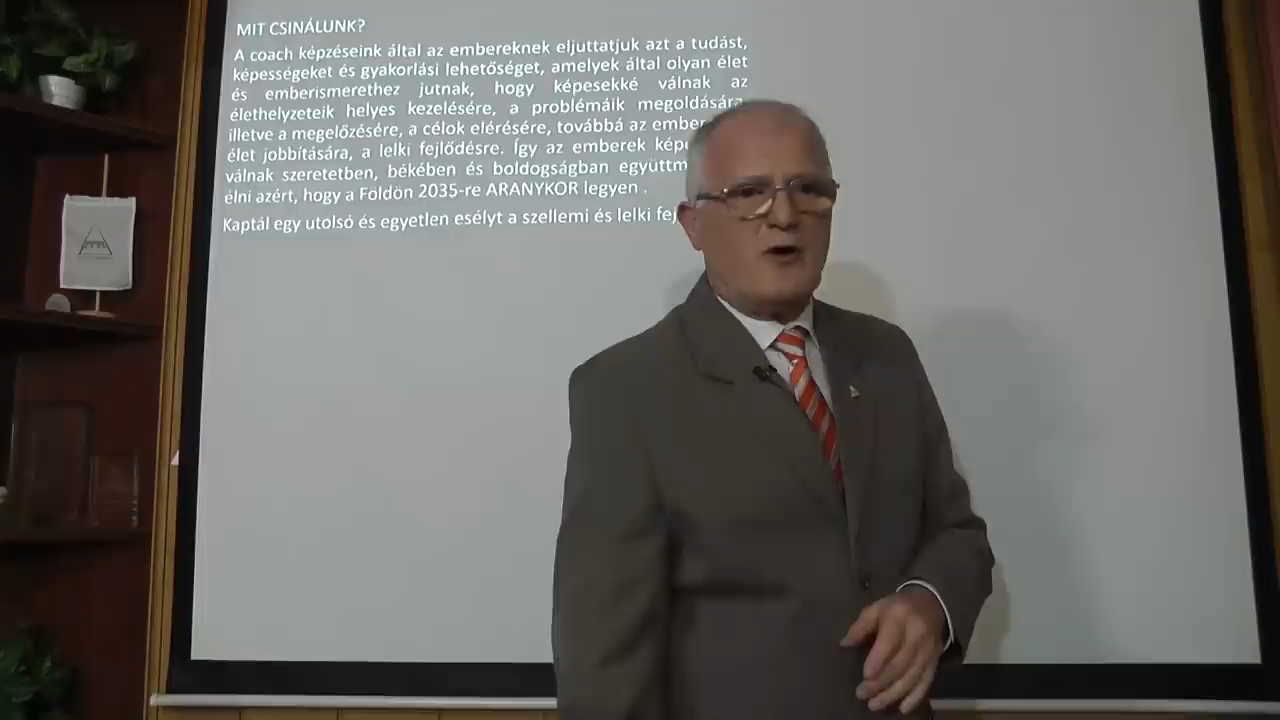 MIT CSINÁLUNK?
A coach képzéseink által az embereknek eljuttatjuk azt a tudást,
képességeket és gyakorlási lehetőséget, amelyek által olyan élet
és emberismerethez jutnak, hogy képesekké válnak az
élethelyzeteik helyes kezelésére, a problémáik megoldására,
illetve a megelőzésére, a célok elérésére, továbbá az ember
élet jobbítására, a lelki fejlődésre. Így az emberek kép
válnak szeretetben, békében és boldogságban együttm
élni azért, hogy a Földön 2035-re ARANYKOR legyen .
Kaptál egy utolsó és egyetlen esélyt a szellemi és lelki fej